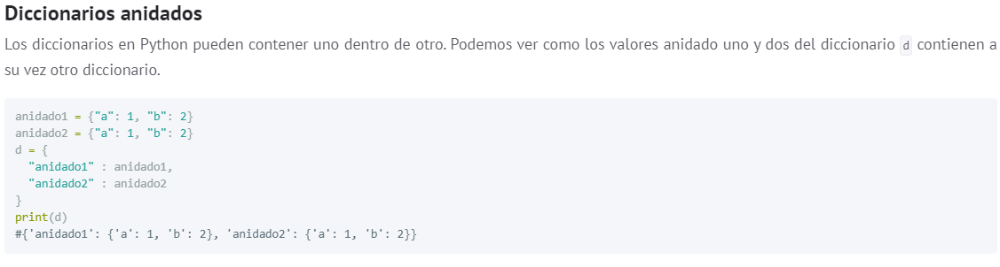 Diccionarios anidados
Los diccionarios en Python pueden contener uno dentro de otro. Podemos ver como los valores anidado uno y dos del diccionario d contienen a
su vez otro diccionario.
anidado1 = {"a": 1, "b": 2}
anidado2 = {"a": 1, "b": 2}
d = {
  "anidado1" : anidado1,
  "anidado2" : anidado2
}
print(d)
#{'anidado1': {'a': 1, 'b': 2}, 'anidado2': {'a': 1, 'b': 2}}